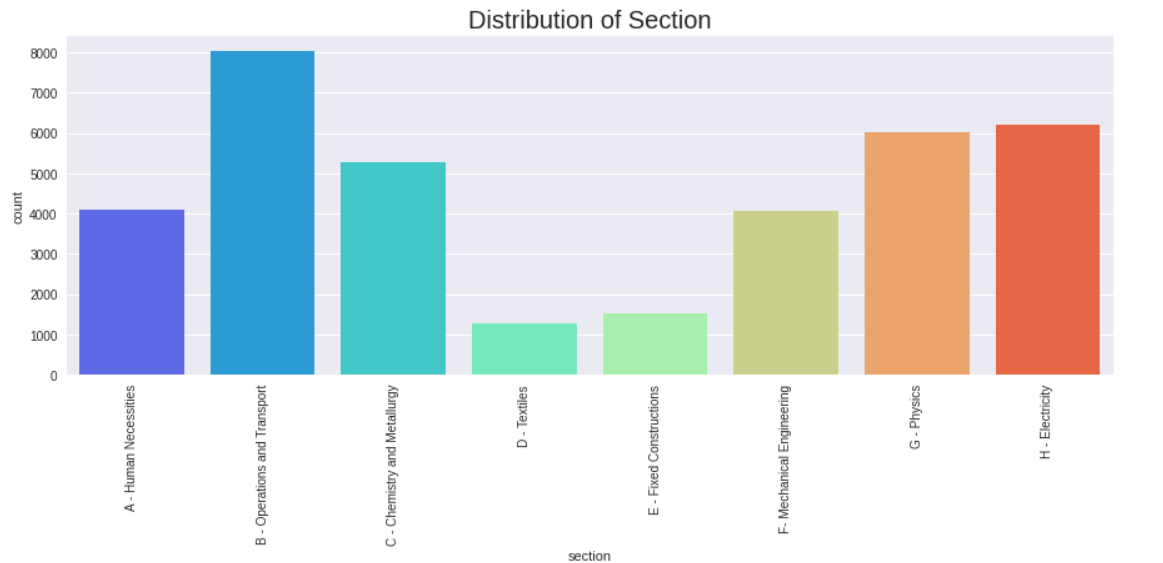 Distribution of Section
count
8000
7000
6000
5000
4000
3000
2000
1000
0
A - Human Necessities
B - Operations and Transport
C - Chemistry and Metallurgy
D - Textiles
E - Fixed Constructions
F- Mechanical Engineering
G - Physics
H - Electricity
section